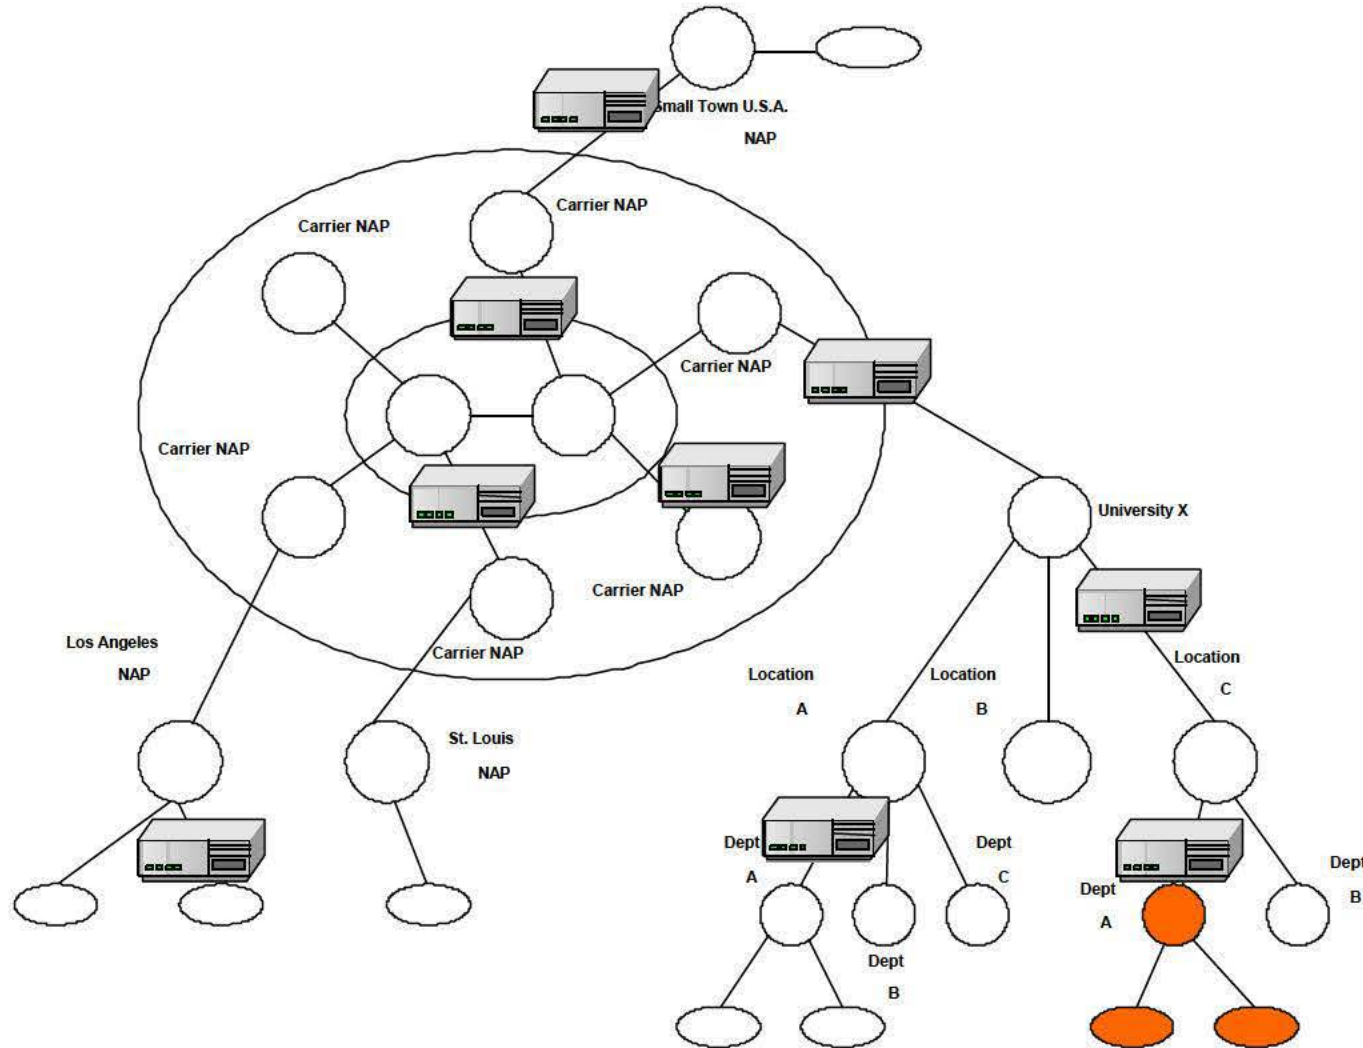 Small Town U.S.A.
NAP
Carrier NAP
Carrier NAP
Carrier NAP
Carrier NAP
University X
Carrier NAP
Los Angeles
NAP
Carrier NAP
Location
A
Location
B
Location
C
St. Louis
NAP
Dept
A
Dept
C
Dept
A
Dept
B
Dept
B